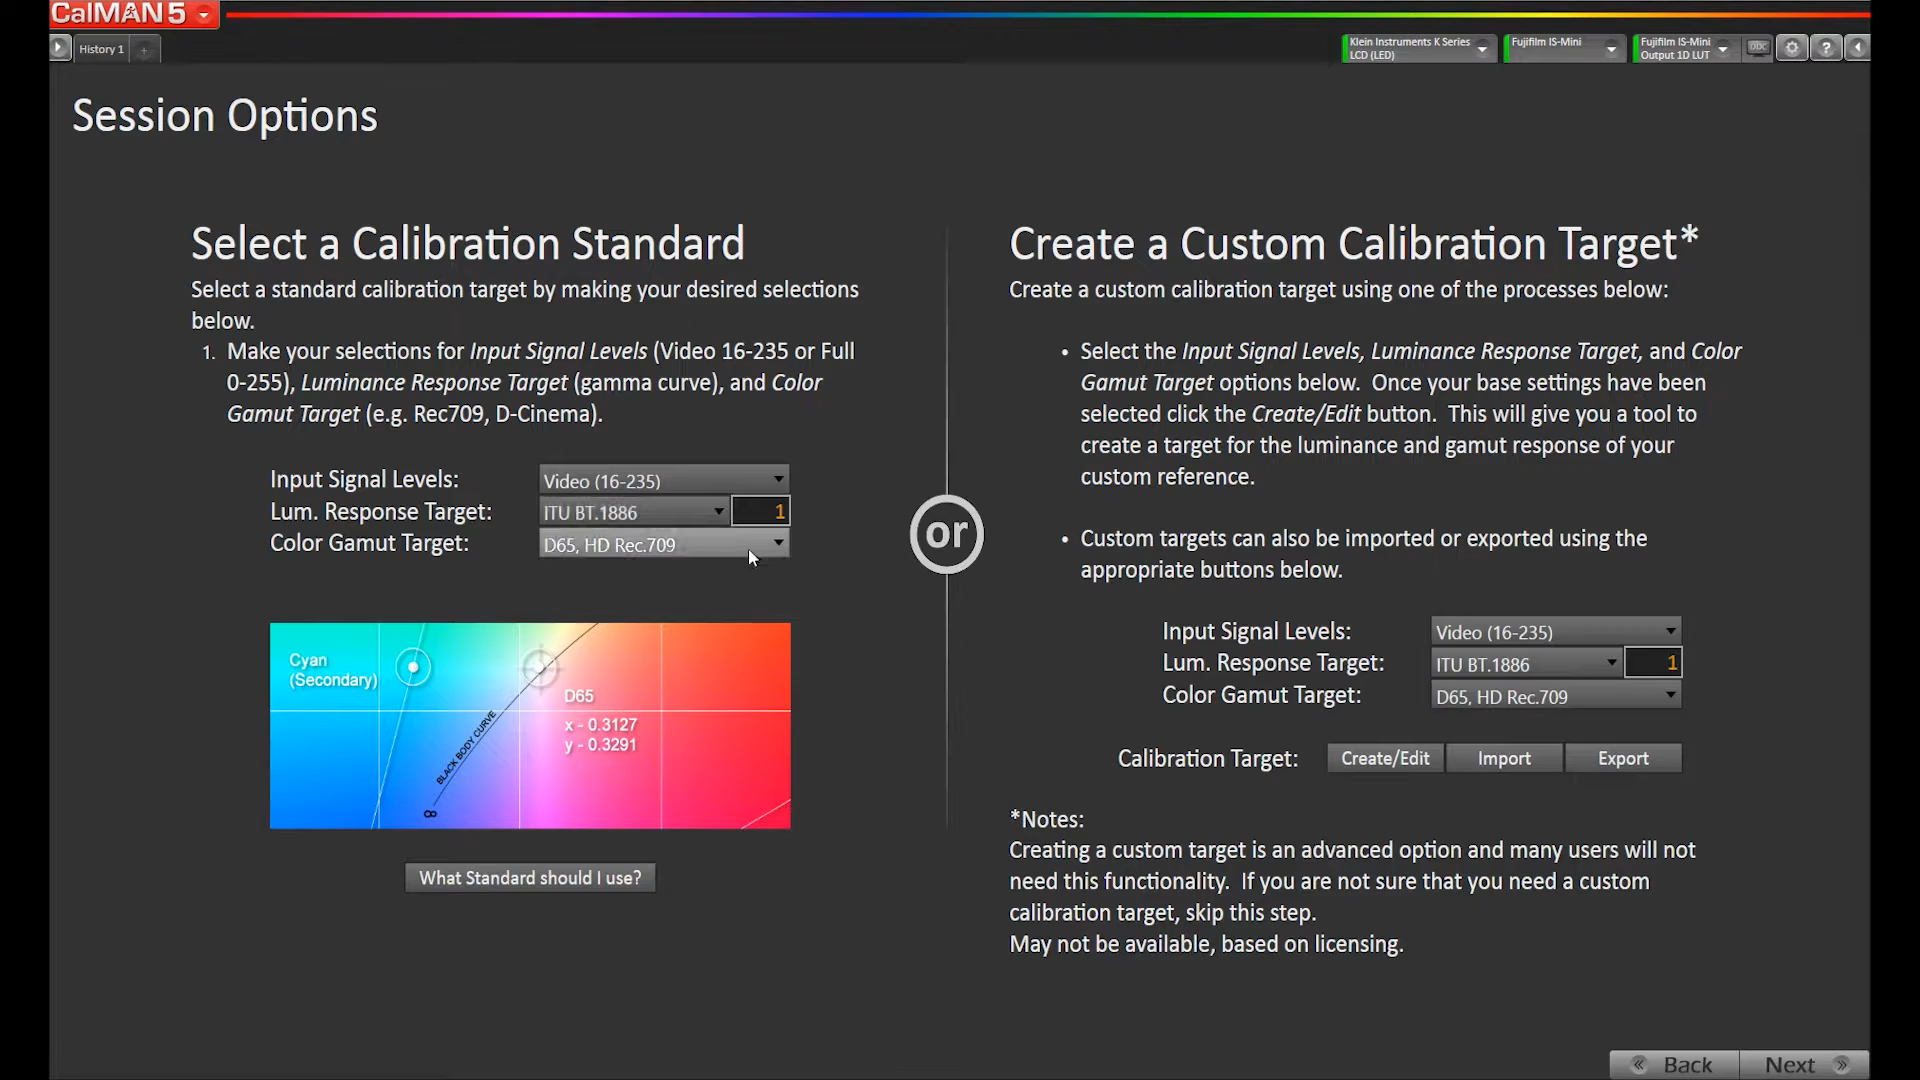 CalMAN 5
History 1
Klein Instruments K Series
LCD (LED)
Fujifilm IS-Mini
Fujifilm IS-Mini
Output 1D LUT
DDC
?
Session Options
Select a Calibration Standard
Select a standard calibration target by making your desired selections
below.
1. Make your selections for Input Signal Levels (Video 16-235 or Full
0-255), Luminance Response Target (gamma curve), and Color
Gamut Target (e.g. Rec709, D-Cinema).
Input Signal Levels: Video (16-235)
Lum. Response Target: ITU BT.1886 1
Color Gamut Target: D65, HD Rec.709
Cyan
(Secondary)
D65
x - 0.3127
y - 0.3291
BLACK BODY CURVE
∞
What Standard should I use?
or
Create a Custom Calibration Target*
Create a custom calibration target using one of the processes below:
• Select the Input Signal Levels, Luminance Response Target, and Color
Gamut Target options below. Once your base settings have been
selected click the Create/Edit button. This will give you a tool to
create a target for the luminance and gamut response of your
custom reference.
• Custom targets can also be imported or exported using the
appropriate buttons below.
Input Signal Levels: Video (16-235)
Lum. Response Target: ITU BT.1886 1
Color Gamut Target: D65, HD Rec.709
Calibration Target: Create/Edit Import Export
*Notes:
Creating a custom target is an advanced option and many users will not
need this functionality. If you are not sure that you need a custom
calibration target, skip this step.
May not be available, based on licensing.
« Back Next »